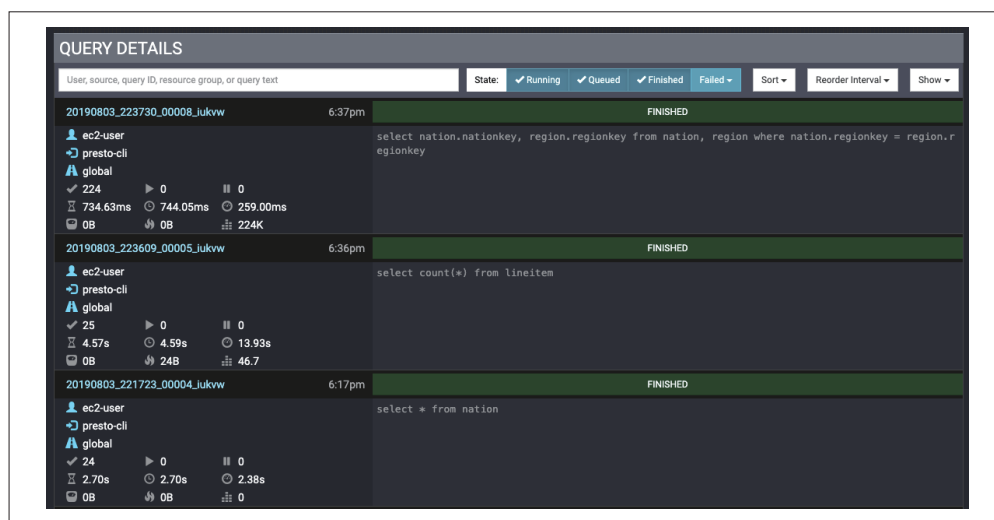 QUERY DETAILS
User, source, query ID, resource group, or query text
State: Running Queued Finished Failed Sort Reorder Interval Show
20190803_223730_00008_iukvw 6:37pm FINISHED
ec2-user
presto-cli
global
224 0 0
734.63ms 744.05ms 259.00ms
0B 0B 224K
select nation.nationkey, region.regionkey from nation, region where nation.regionkey = region.r
egionkey
20190803_223609_00005_iukvw 6:36pm FINISHED
ec2-user
presto-cli
global
25 0 0
4.57s 4.59s 13.93s
0B 24B 46.7
select count(*) from lineitem
20190803_221723_00004_iukvw 6:17pm FINISHED
ec2-user
presto-cli
global
24 0 0
2.70s 2.70s 2.38s
0B 0B 0
select * from nation